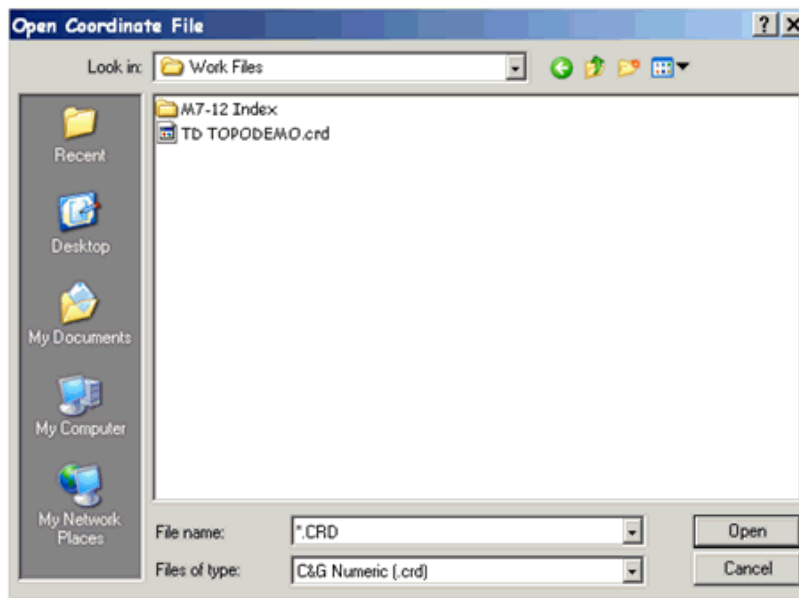 Open Coordinate File
Look in: Work Files
M7-12 Index
TD TOPODEMO.crd
Recent
Desktop
My Documents
My Computer
My Network
Places
File name: *.CRD Open
Files of type: C&G Numeric (.crd) Cancel